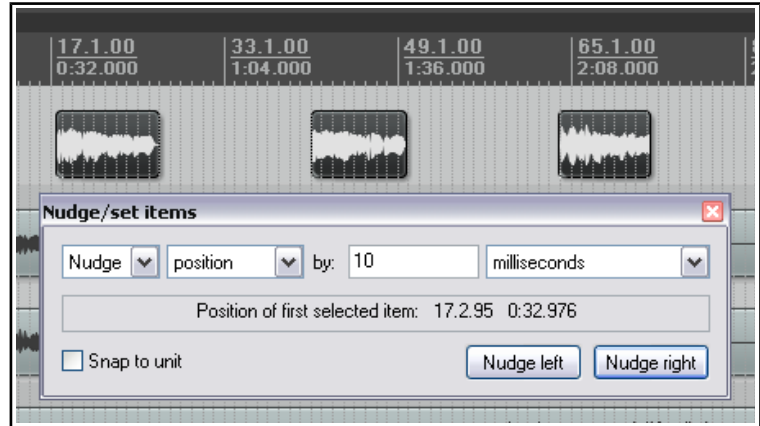 17.1.00 33.1.00 49.1.00 65.1.00
0:32.000 1:04.000 1:36.000 2:08.000
Nudge/set items
Nudge position by: 10 milliseconds
Position of first selected item: 17.2.95 0:32.976
Snap to unit Nudge left Nudge right